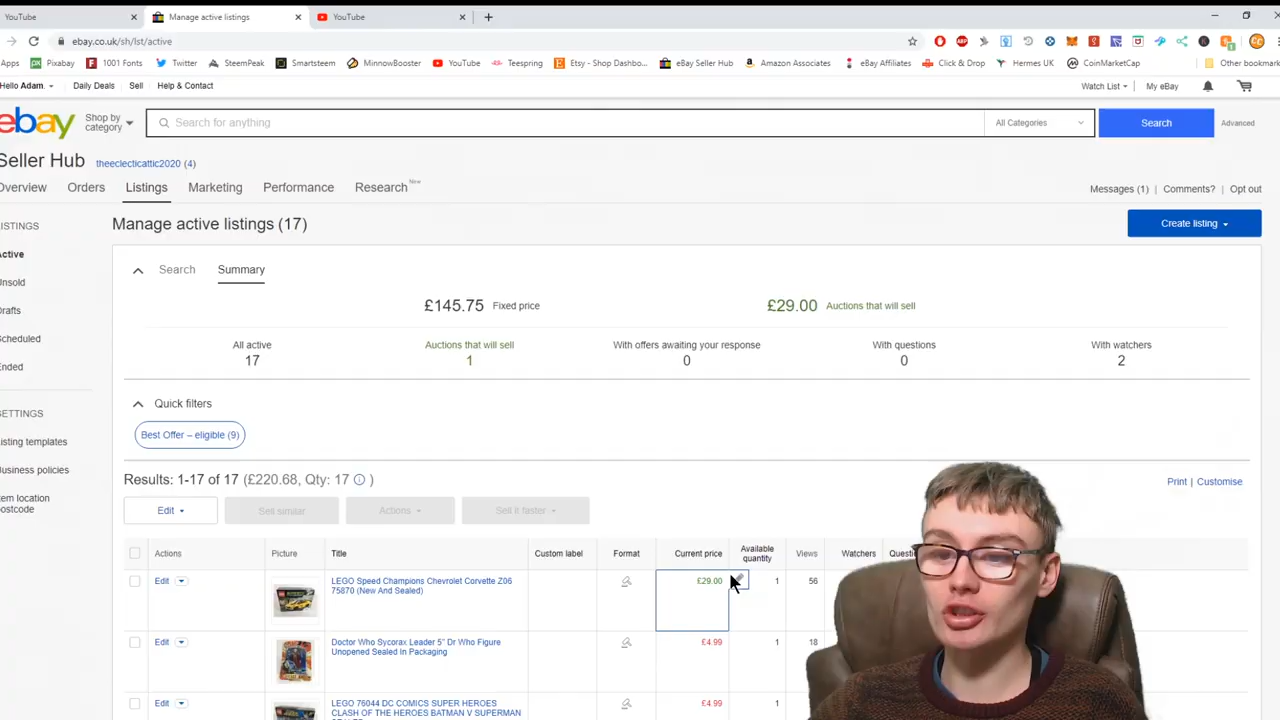 YouTube
Manage active listings
YouTube
ebay.co.uk/sh/lst/active
Apps Pixabay 1001 Fonts Twitter SteemPeak Smartsteem MinnowBooster YouTube Teespring Etsy - Shop Dashbo... eBay Seller Hub Amazon Associates eBay Affiliates Click & Drop Hermes UK CoinMarketCap Other bookmar
Hello Adam. Daily Deals Sell Help & Contact Watch List My eBay
ebay Shop by category Search for anything All Categories Search Advanced
Seller Hub theeclecticattic2020 (4)
Overview Orders Listings Marketing Performance Research New Messages (1) Comments? Opt out
LISTINGS
Active
Unsold
Drafts
Scheduled
Ended
SETTINGS
Listing templates
Business policies
Item location
postcode
Manage active listings (17) Create listing
Search Summary
£145.75 Fixed price £29.00 Auctions that will sell
All active Auctions that will sell With offers awaiting your response With questions With watchers
17 1 0 0 2
Quick filters
Best Offer – eligible (9)
Results: 1-17 of 17 (£220.68, Qty: 17 ) Print | Customise
Edit Sell similar Actions Sell it faster
Actions Picture Title Custom label Format Current price Available quantity Views Watchers Questi
Edit LEGO Speed Champions Chevrolet Corvette Z06 £29.00 1 56
75870 (New And Sealed)
Edit Doctor Who Sycorax Leader 5" Dr Who Figure £4.99 1 18
Unopened Sealed In Packaging
Edit LEGO 76044 DC COMICS SUPER HEROES £4.99 1
CLASH OF THE HEROES BATMAN V SUPERMAN